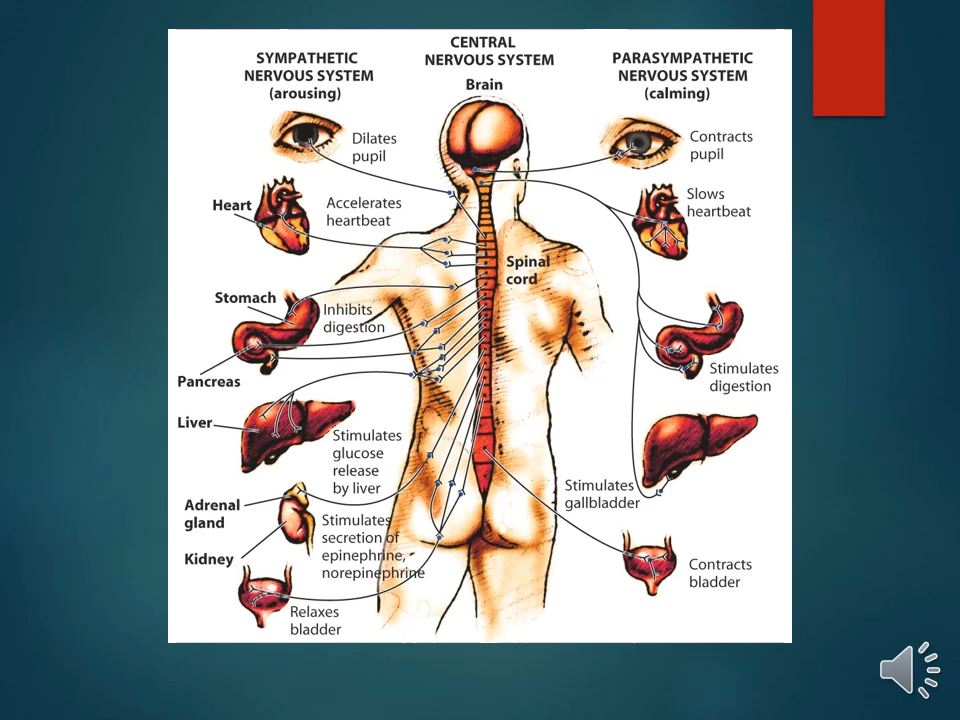 SYMPATHETIC
NERVOUS SYSTEM
(arousing)
CENTRAL
NERVOUS SYSTEM
Brain
PARASYMPATHETIC
NERVOUS SYSTEM
(calming)
Dilates
pupil
Contracts
pupil
Heart
Accelerates
heartbeat
Slows
heartbeat
Spinal
cord
Stomach
Inhibits
digestion
Pancreas
Stimulates
digestion
Liver
Stimulates
glucose
release
by liver
Stimulates
gallbladder
Adrenal
gland
Kidney
Stimulates
secretion of
epinephrine,
norepinephrine
Contracts
bladder
Relaxes
bladder